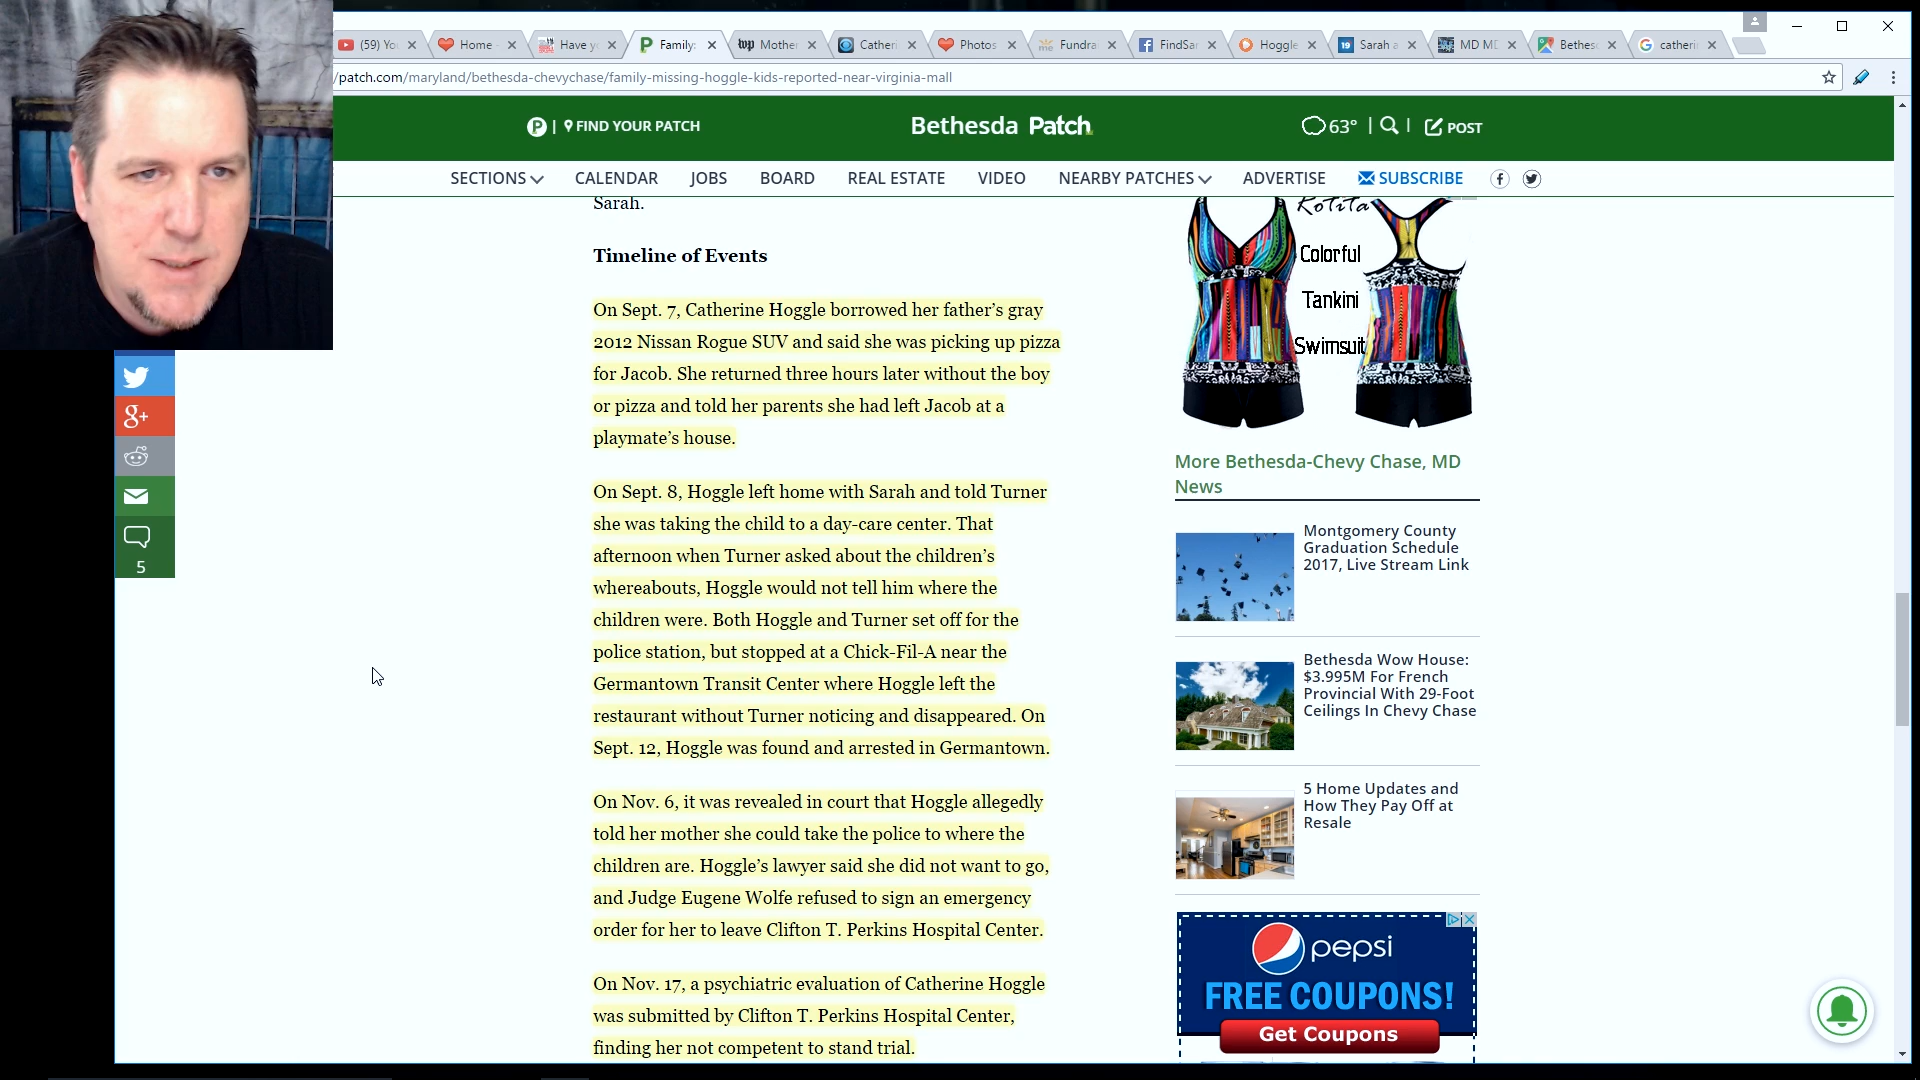 (59) Yo
Home
Have y
Family:
wp Mothe
Catheri
Photos
Fundra
FindSa
Hoggle
19 Sarah a
MD M
Bethes
catheri
/patch.com/maryland/bethesda-chevychase/family-missing-hoggle-kids-reported-near-virginia-mall
P | FIND YOUR PATCH
Bethesda Patch
63° | | POST
SECTIONS CALENDAR JOBS BOARD REAL ESTATE VIDEO NEARBY PATCHES ADVERTISE SUBSCRIBE
Sarah.
Timeline of Events
On Sept. 7, Catherine Hoggle borrowed her father’s gray
2012 Nissan Rogue SUV and said she was picking up pizza
for Jacob. She returned three hours later without the boy
or pizza and told her parents she had left Jacob at a
playmate’s house.
On Sept. 8, Hoggle left home with Sarah and told Turner
she was taking the child to a day-care center. That
afternoon when Turner asked about the children’s
whereabouts, Hoggle would not tell him where the
children were. Both Hoggle and Turner set off for the
police station, but stopped at a Chick-Fil-A near the
Germantown Transit Center where Hoggle left the
restaurant without Turner noticing and disappeared. On
Sept. 12, Hoggle was found and arrested in Germantown.
On Nov. 6, it was revealed in court that Hoggle allegedly
told her mother she could take the police to where the
children are. Hoggle’s lawyer said she did not want to go,
and Judge Eugene Wolfe refused to sign an emergency
order for her to leave Clifton T. Perkins Hospital Center.
On Nov. 17, a psychiatric evaluation of Catherine Hoggle
was submitted by Clifton T. Perkins Hospital Center,
finding her not competent to stand trial.
g+
5
Rotita
Colorful
Tankini
Swimsuit
More Bethesda-Chevy Chase, MD
News
Montgomery County
Graduation Schedule
2017, Live Stream Link
Bethesda Wow House:
$3.995M For French
Provincial With 29-Foot
Ceilings In Chevy Chase
5 Home Updates and
How They Pay Off at
Resale
pepsi
FREE COUPONS!
Get Coupons